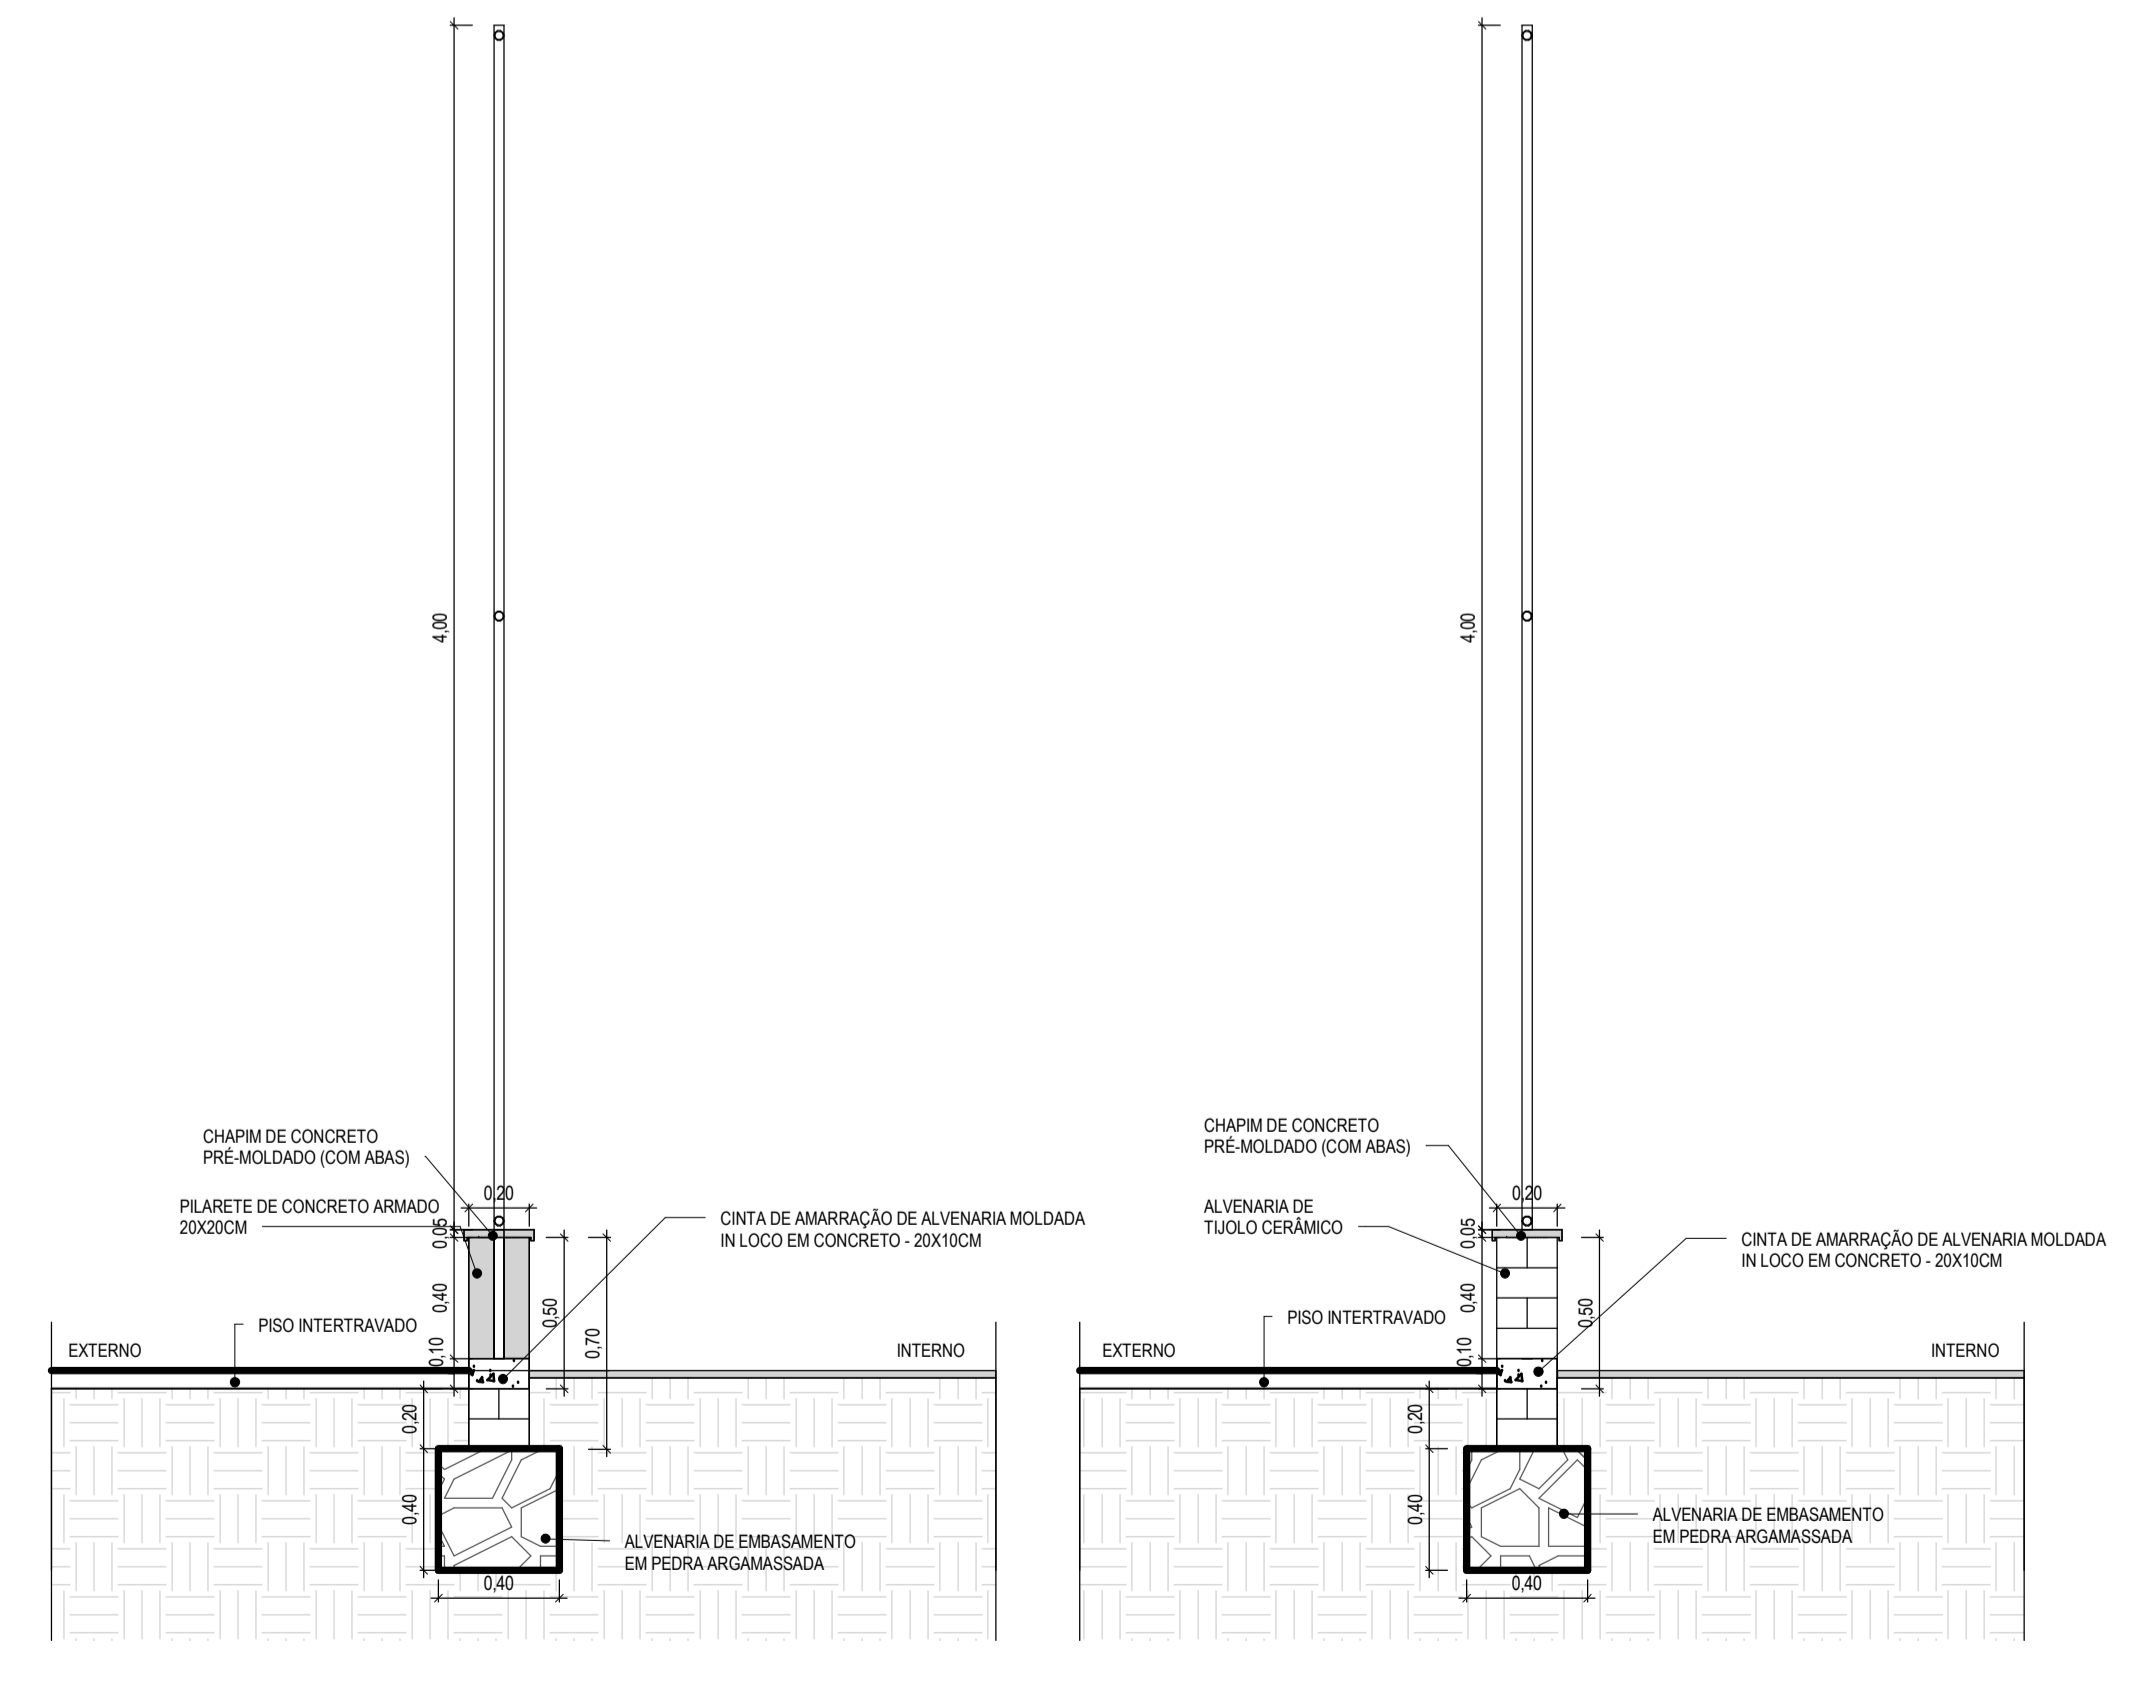 4,00
CHAPIM DE CONCRETO
PRÉ-MOLDADO (COM ABAS)
PILARETE DE CONCRETO ARMADO
20X20CM
0,20
0,05
CINTA DE AMARRAÇÃO DE ALVENARIA MOLDADA
IN LOCO EM CONCRETO - 20X10CM
0,40
0,50
0,70
PISO INTERTRAVADO
0,10
EXTERNO
INTERNO
0,20
0,40
ALVENARIA DE EMBASAMENTO
EM PEDRA ARGAMASSADA
0,40
4,00
CHAPIM DE CONCRETO
PRÉ-MOLDADO (COM ABAS)
ALVENARIA DE
TIJOLO CERÂMICO
0,20
0,05
CINTA DE AMARRAÇÃO DE ALVENARIA MOLDADA
IN LOCO EM CONCRETO - 20X10CM
0,40
0,50
PISO INTERTRAVADO
0,10
EXTERNO
INTERNO
0,20
0,40
ALVENARIA DE EMBASAMENTO
EM PEDRA ARGAMASSADA
0,40